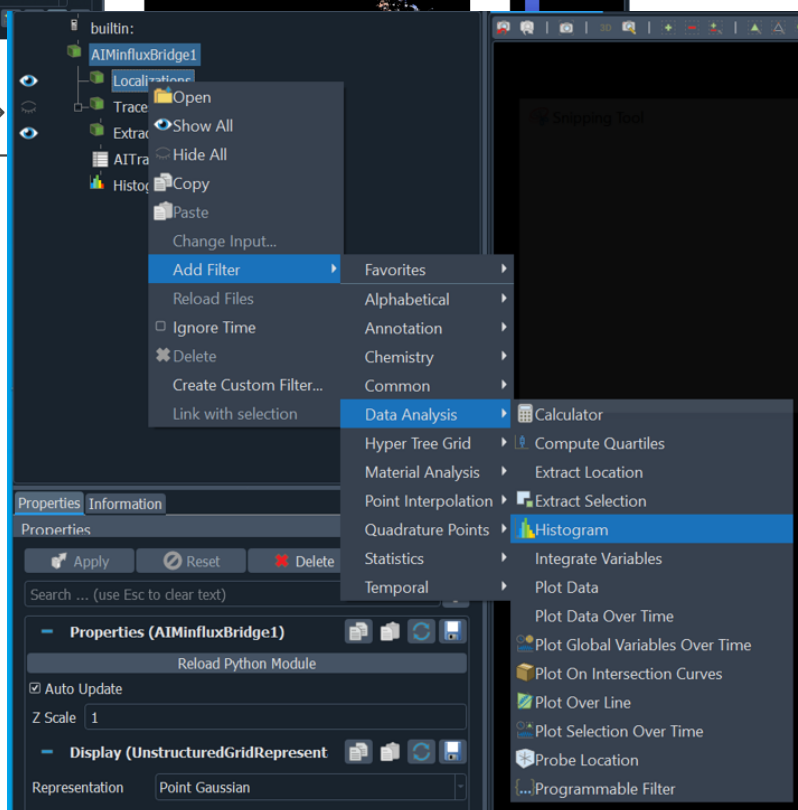 builtin:
AIMinfluxBridge1
Localizations
Trace
Extrac
AITra
Histog
Open
Show All
Hide All
Copy
Paste
Change Input...
Add Filter
Reload Files
Ignore Time
Delete
Create Custom Filter...
Link with selection
Favorites
Alphabetical
Annotation
Chemistry
Common
Data Analysis
Hyper Tree Grid
Material Analysis
Point Interpolation
Quadrature Points
Statistics
Temporal
Calculator
Compute Quartiles
Extract Location
Extract Selection
Histogram
Integrate Variables
Plot Data
Plot Data Over Time
Plot Global Variables Over Time
Plot On Intersection Curves
Plot Over Line
Plot Selection Over Time
Probe Location
Programmable Filter
3D
Snipping Tool
Properties Information
Properties
Apply Reset Delete
Search ... (use Esc to clear text)
Properties (AIMinfluxBridge1)
Reload Python Module
Auto Update
Z Scale 1
Display (UnstructuredGridRepresent
Representation Point Gaussian